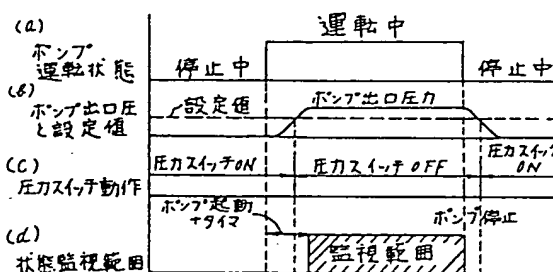 (a)
ポンプ
運転状態
停止中
運転中
停止中
(b)
ポンプ出口圧
と設定値
設定値
ポンプ出口圧力
(c)
圧力スイッチ動作
圧力スイッチON
圧力スイッチOFF
圧力スイッチ
ON
(d)
状態監視範囲
ポンプ起動
+タイマ
監視範囲
ポンプ停止